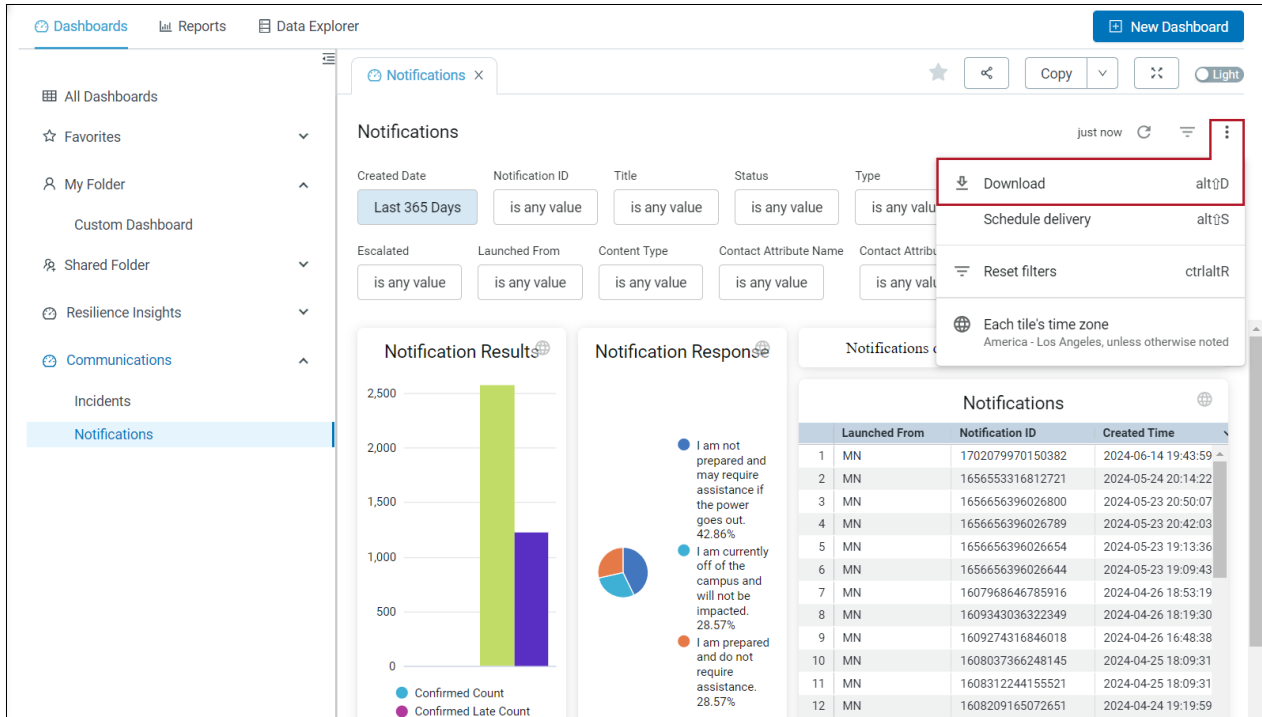 Dashboards
Reports
Data Explorer
New Dashboard
All Dashboards
Favorites
My Folder
Custom Dashboard
Shared Folder
Resilience Insights
Communications
Incidents
Notifications
Notifications X
Copy
Light
Notifications
just now
Created Date
Notification ID
Title
Status
Type
Last 365 Days
is any value
is any value
is any value
is any valu
Escalated
Launched From
Content Type
Contact Attribute Name
Contact Attribu
is any value
is any value
is any value
is any value
is any valu
Download alt⇧D
Schedule delivery alt⇧S
Reset filters ctrlaltR
Each tile's time zone
America - Los Angeles, unless otherwise noted
Notification Results
2,500
2,000
1,500
1,000
500
0
Confirmed Count
Confirmed Late Count
Notification Response
I am not
prepared and
may require
assistance if
the power
goes out.
42.86%
I am currently
off of the
campus and
will not be
impacted.
28.57%
I am prepared
and do not
require
assistance.
28.57%
Notifications
Notifications
Launched From Notification ID Created Time
1 MN 1702079970150382 2024-06-14 19:43:59
2 MN 1656553316812721 2024-05-24 20:14:22
3 MN 1656656396026800 2024-05-23 20:50:07
4 MN 1656656396026789 2024-05-23 20:42:03
5 MN 1656656396026654 2024-05-23 19:13:36
6 MN 1656656396026644 2024-05-23 19:09:43
7 MN 1607968646785916 2024-04-26 18:53:19
8 MN 1609343036322349 2024-04-26 18:19:30
9 MN 1609274316846018 2024-04-26 16:48:38
10 MN 1608037366248145 2024-04-25 18:09:31
11 MN 1608312244155521 2024-04-25 18:09:31
12 MN 1608209165072651 2024-04-24 19:19:59